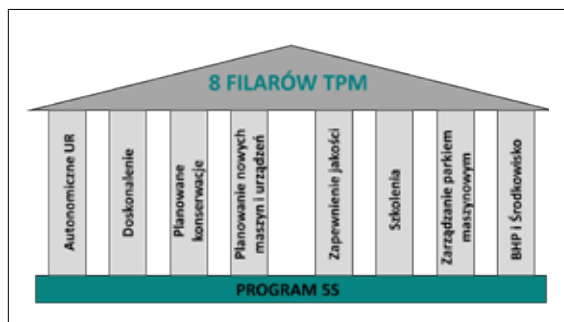 8 FILARÓW TPM
Autonomiczne UR
Doskonalenie
Planowane
konserwacje
Planowanie nowych
maszyn i urządzeń
Zapewnienie jakości
Szkolenia
Zarządzanie parkiem
maszynowym
BHP i Środkowisko
PROGRAM 5S